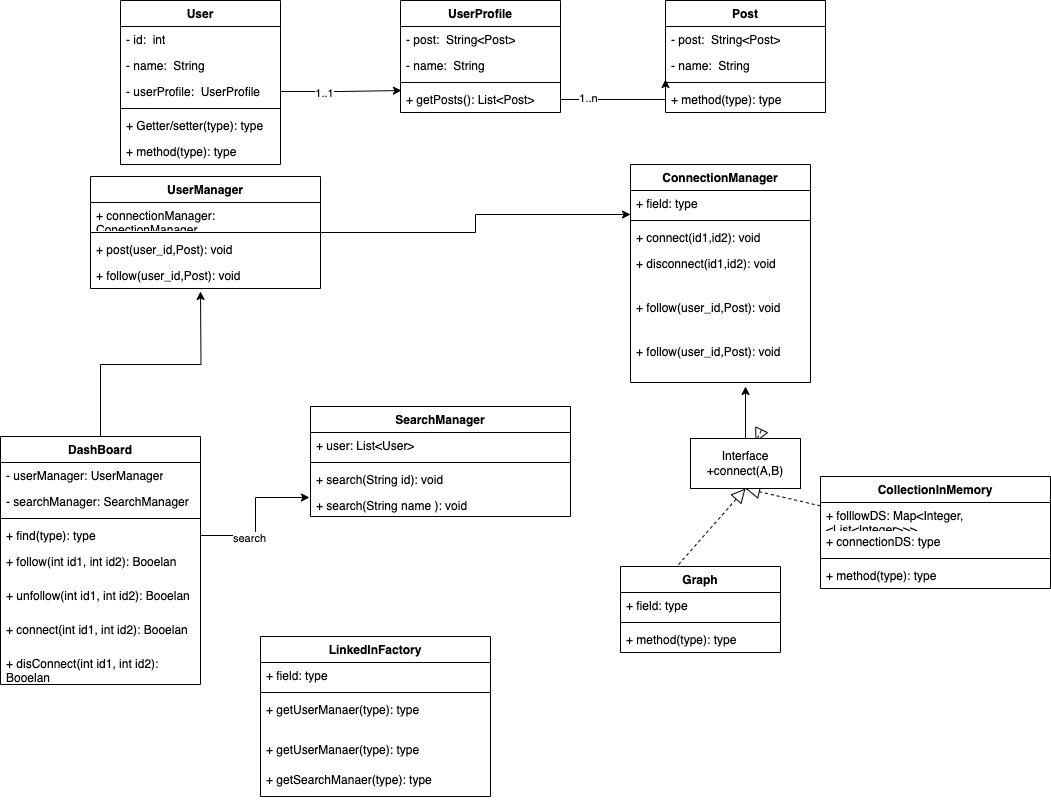 User
- id:  int
- name:  String
- userProfile:  UserProfile
+ Getter/setter(type): type
+ method(type): type
1..1
UserProfile
- post:  String<Post>
- name:  String
+ getPosts(): List<Post>
1..n
Post
- post:  String<Post>
- name:  String
+ method(type): type
UserManager
+ connectionManager:
ConectionManager
+ post(user_id,Post): void
+ follow(user_id,Post): void
ConnectionManager
+ field: type
+ connect(id1,id2): void
+ disconnect(id1,id2): void
+ follow(user_id,Post): void
+ follow(user_id,Post): void
SearchManager
+ user: List<User>
+ search(String id): void
+ search(String name ): void
DashBoard
- userManager: UserManager
- searchManager: SearchManager
+ find(type): type
+ follow(int id1, int id2): Booelan
+ unfollow(int id1, int id2): Booelan
+ connect(int id1, int id2): Booelan
+ disConnect(int id1, int id2):
Booelan
search
Interface
+connect(A,B)
CollectionInMemory
+ folllowDS: Map<Integer,
<List<Integer>>>
+ connectionDS: type
+ method(type): type
Graph
+ field: type
+ method(type): type
LinkedInFactory
+ field: type
+ getUserManaer(type): type
+ getUserManaer(type): type
+ getSearchManaer(type): type